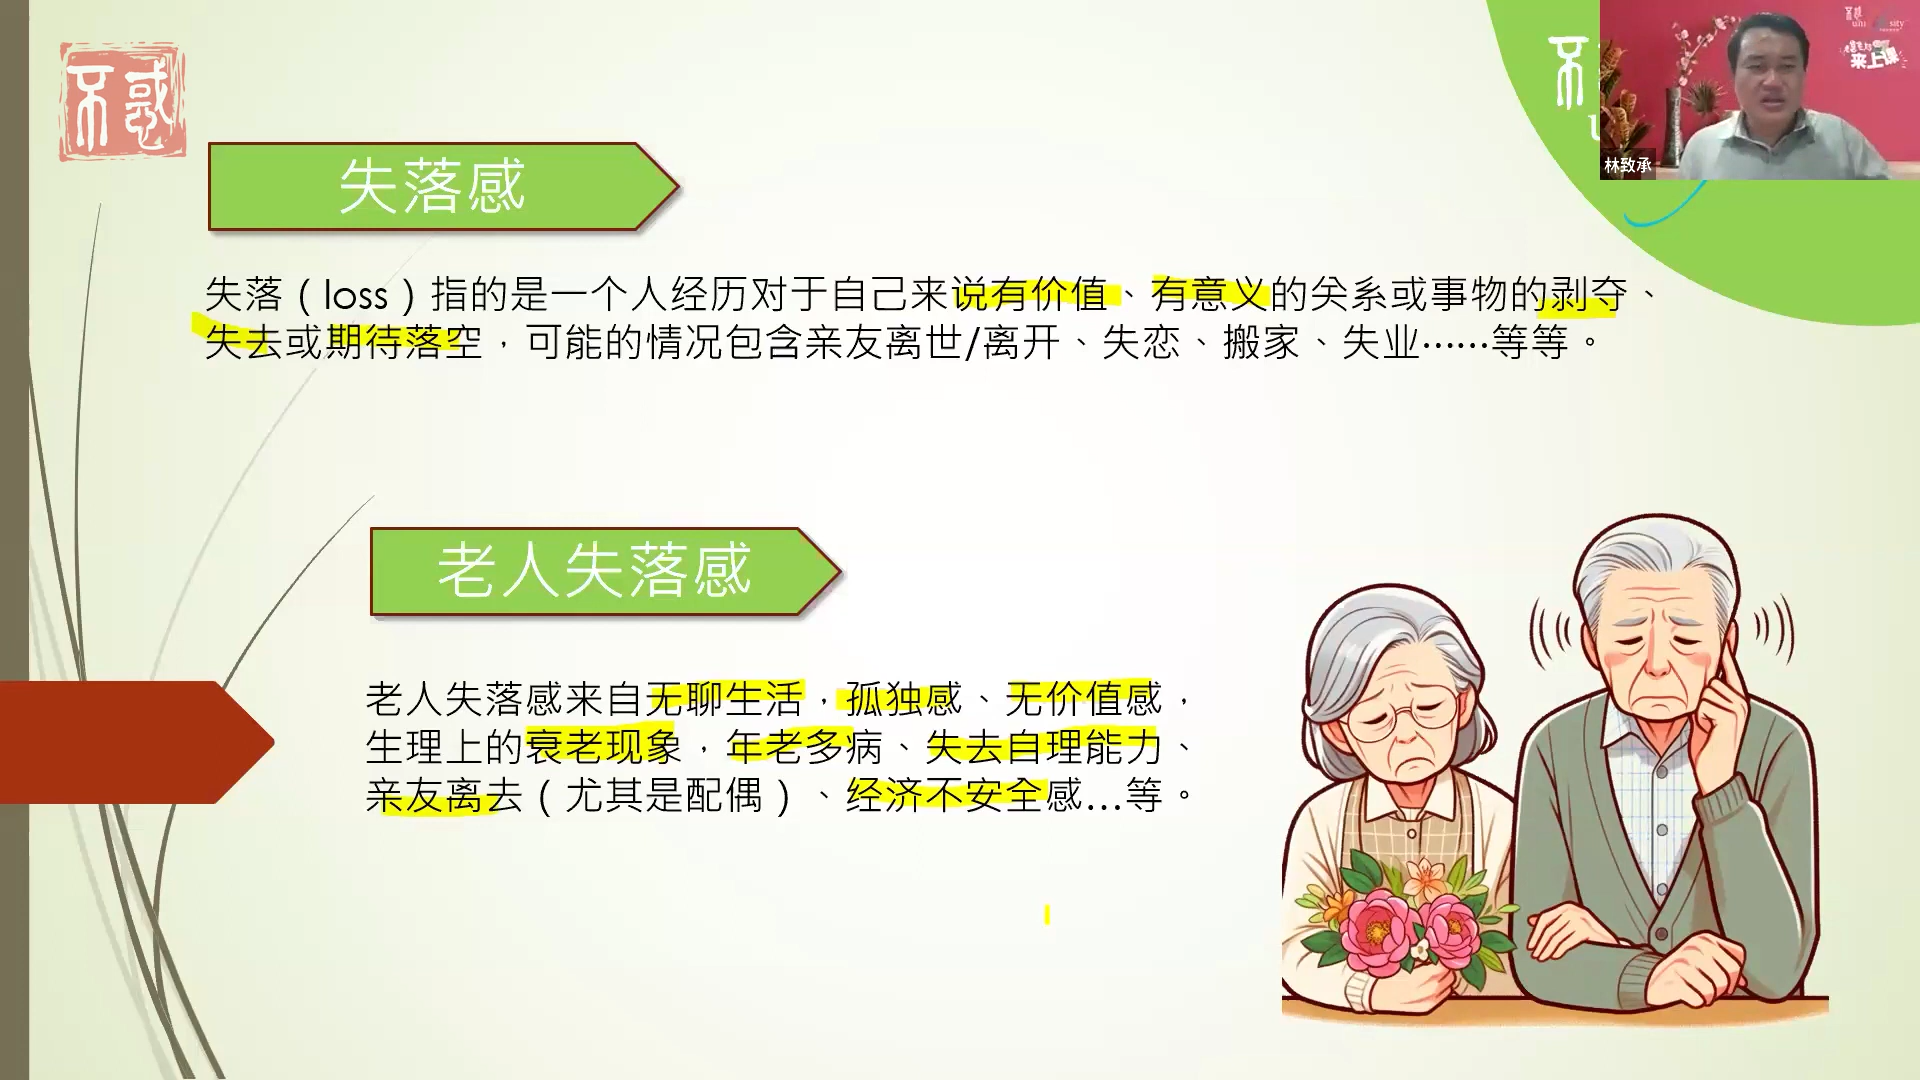 不惑
失落感
失落（loss）指的是一个人经历对于自己来说有价值、有意义的关系或事物的剥夺、
失去或期待落空，可能的情况包含亲友离世/离开、失恋、搬家、失业……等等。
老人失落感
老人失落感来自无聊生活，孤独感、无价值感，
生理上的衰老现象，年老多病、失去自理能力、
亲友离去（尤其是配偶）、经济不安全感...等。
不
来上课
林致承